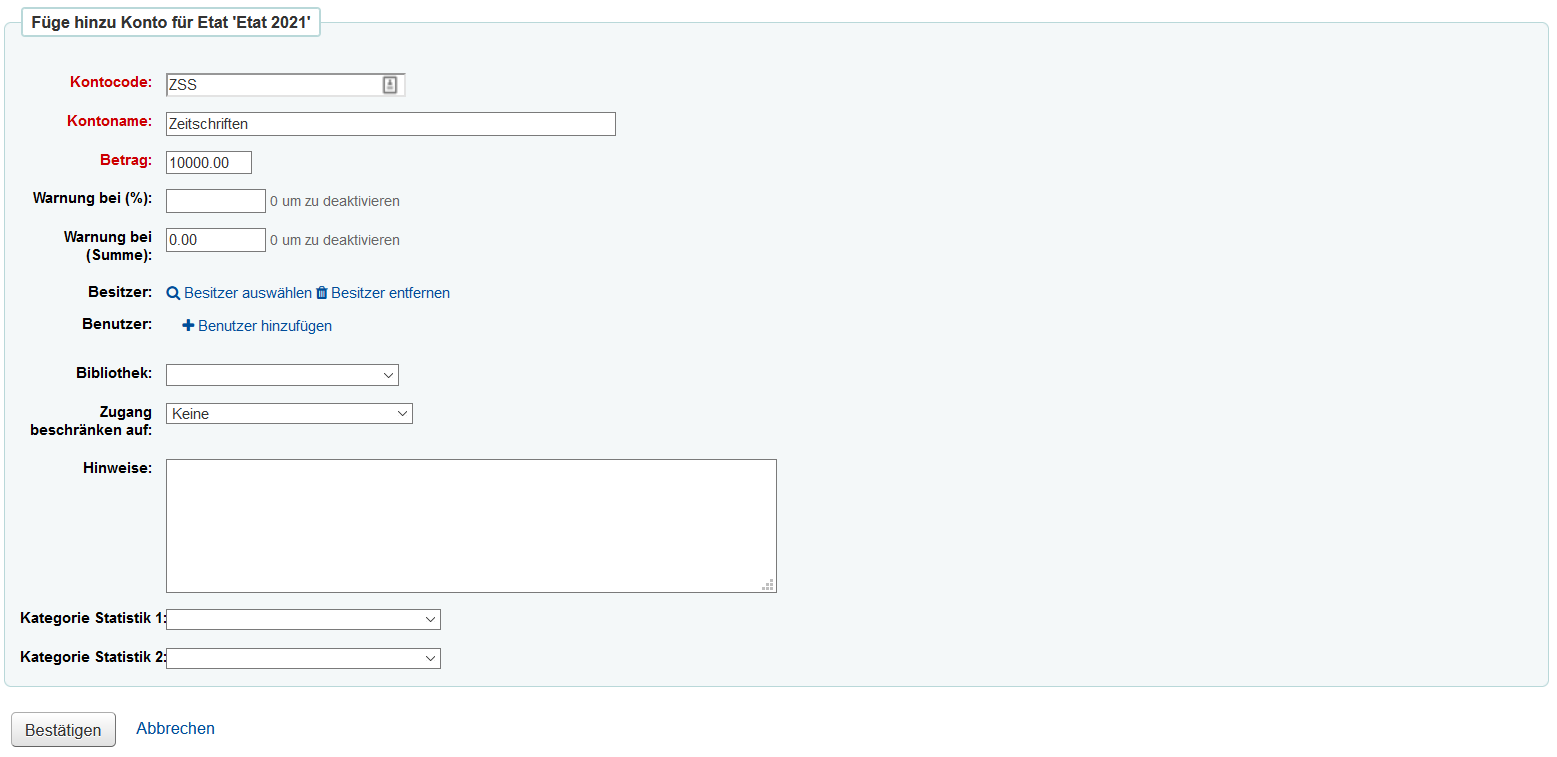 Füge hinzu Konto für Etat 'Etat 2021'
Kontocode: ZSS
Kontoname: Zeitschriften
Betrag: 10000.00
Warnung bei (%): 0 um zu deaktivieren
Warnung bei (Summe): 0.00 0 um zu deaktivieren
Besitzer: Besitzer auswählen Besitzer entfernen
Benutzer: Benutzer hinzufügen
Bibliothek:
Zugang beschränken auf: Keine
Hinweise:
Kategorie Statistik 1:
Kategorie Statistik 2:
Bestätigen Abbrechen